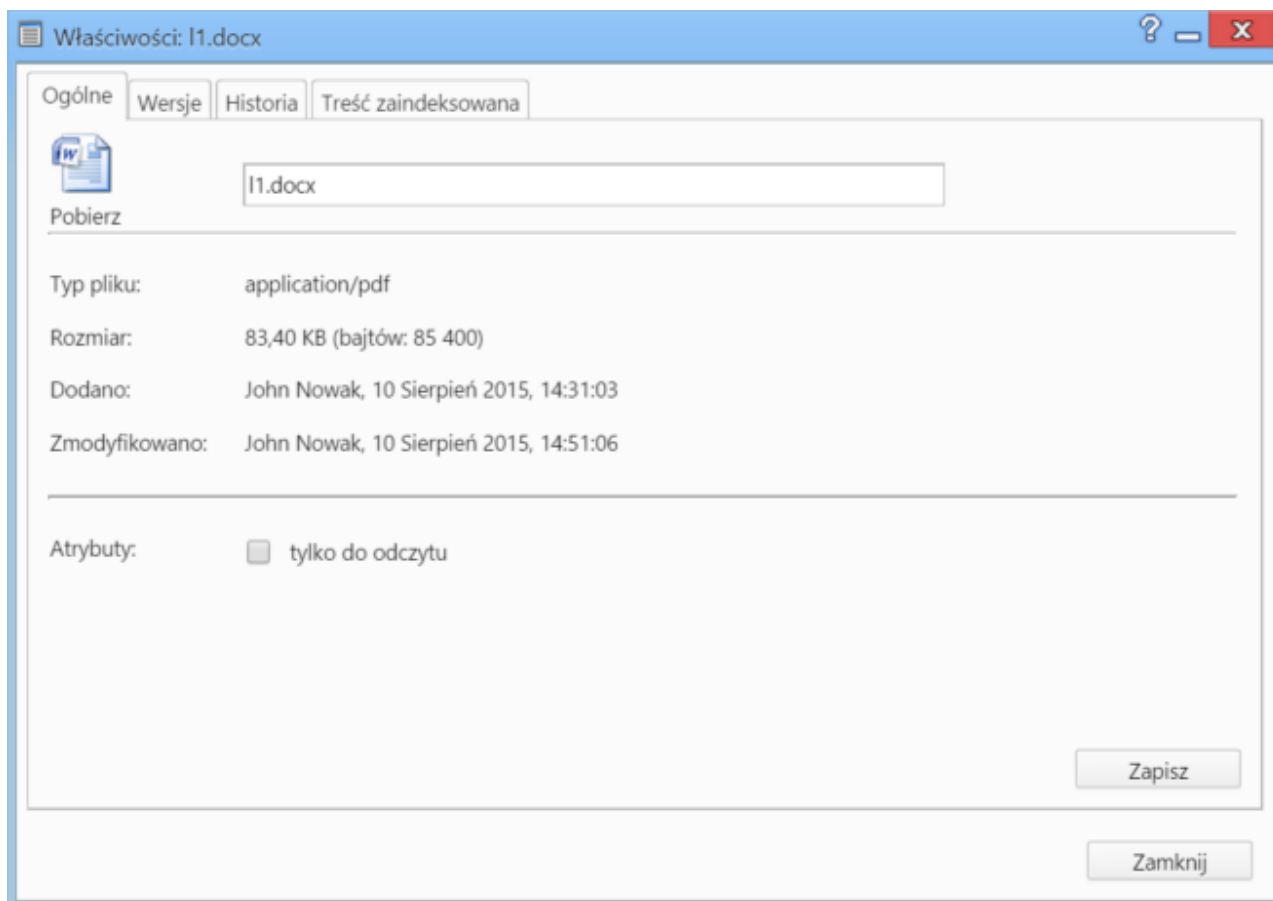 Właściwości: l1.docx
Ogólne Wersje Historia Treść zaindeksowana
l1.docx
Pobierz
Typ pliku: application/pdf
Rozmiar: 83,40 KB (bajtów: 85 400)
Dodano: John Nowak, 10 Sierpień 2015, 14:31:03
Zmodyfikowano: John Nowak, 10 Sierpień 2015, 14:51:06
Atrybuty: tylko do odczytu
Zapisz
Zamknij